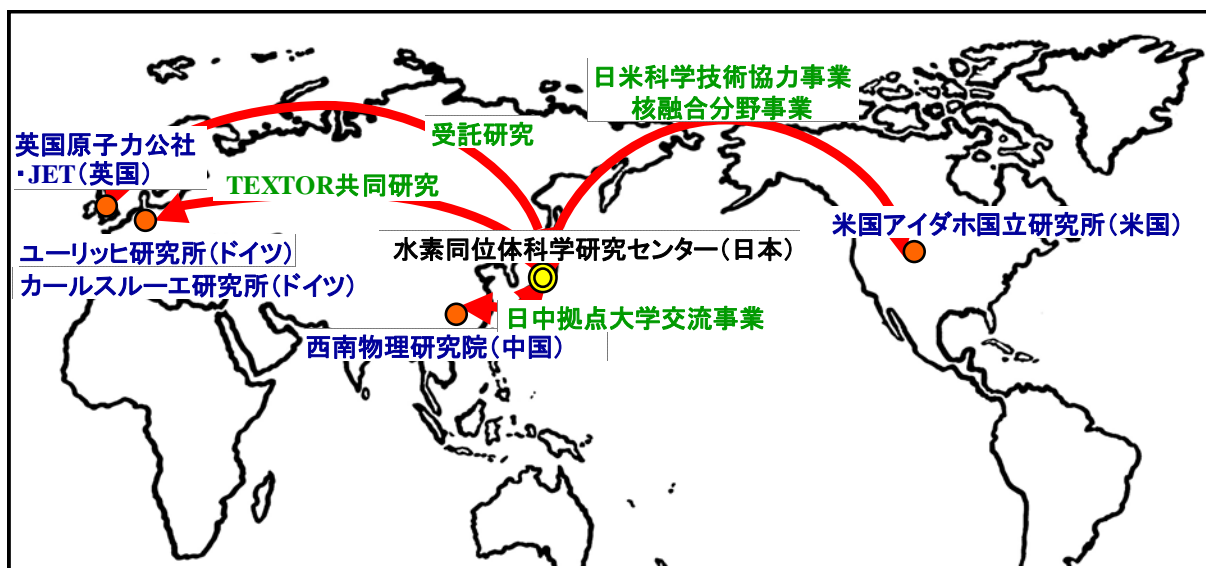 日米科学技術協力事業
核融合分野事業
受託研究
英国原子力公社
・JET（英国）
TEXTOR共同研究
米国アイダホ国立研究所（米国）
水素同位体科学研究センター（日本）
ユーリッヒ研究所（ドイツ）
カールスルーエ研究所（ドイツ）
日中拠点大学交流事業
西南物理研究院（中国）